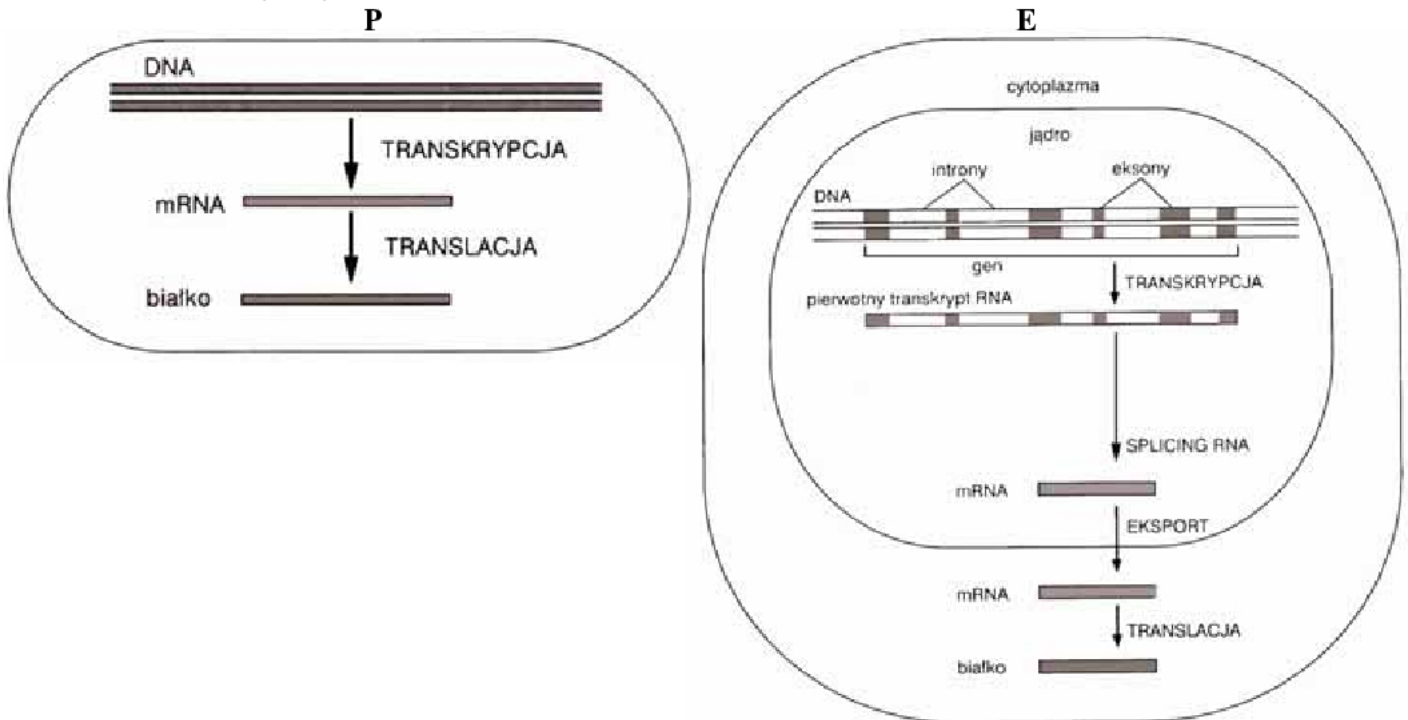 P
DNA
TRANSKRYPCJA
mRNA
TRANSLACJA
białko
E
cytoplazma
jądro
introny
eksony
DNA
gen
TRANSKRYPCJA
pierwotny transkrypt RNA
SPLICING RNA
mRNA
EKSPORT
mRNA
TRANSLACJA
białko